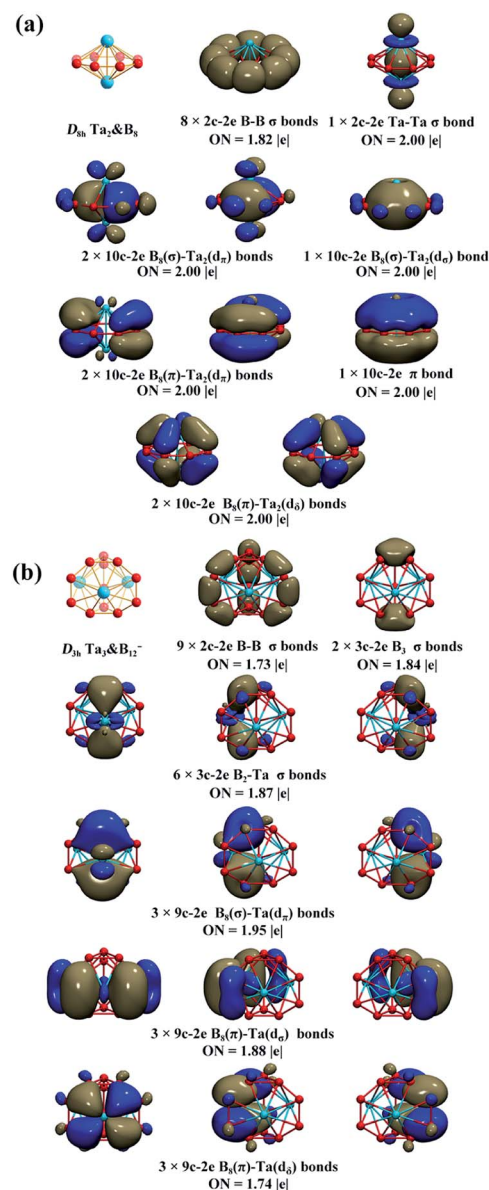 (a)
D8h Ta2&B8
8 × 2c-2e B-B σ bonds
ON = 1.82 |e|
1 × 2c-2e Ta-Ta σ bond
ON = 2.00 |e|
2 × 10c-2e B8(σ)-Ta2(dπ) bonds
ON = 2.00 |e|
1 × 10c-2e B8(σ)-Ta2(dσ) bond
ON = 2.00 |e|
2 × 10c-2e B8(π)-Ta2(dπ) bonds
ON = 2.00 |e|
1 × 10c-2e π bond
ON = 2.00 |e|
2 × 10c-2e B8(π)-Ta2(dδ) bonds
ON = 2.00 |e|
(b)
D3h Ta3&B12⁻
9 × 2c-2e B-B σ bonds
ON = 1.73 |e|
2 × 3c-2e B3 σ bonds
ON = 1.84 |e|
6 × 3c-2e B2-Ta σ bonds
ON = 1.87 |e|
3 × 9c-2e B8(σ)-Ta(dπ) bonds
ON = 1.95 |e|
3 × 9c-2e B8(π)-Ta(dσ) bonds
ON = 1.88 |e|
3 × 9c-2e B8(π)-Ta(dδ) bonds
ON = 1.74 |e|